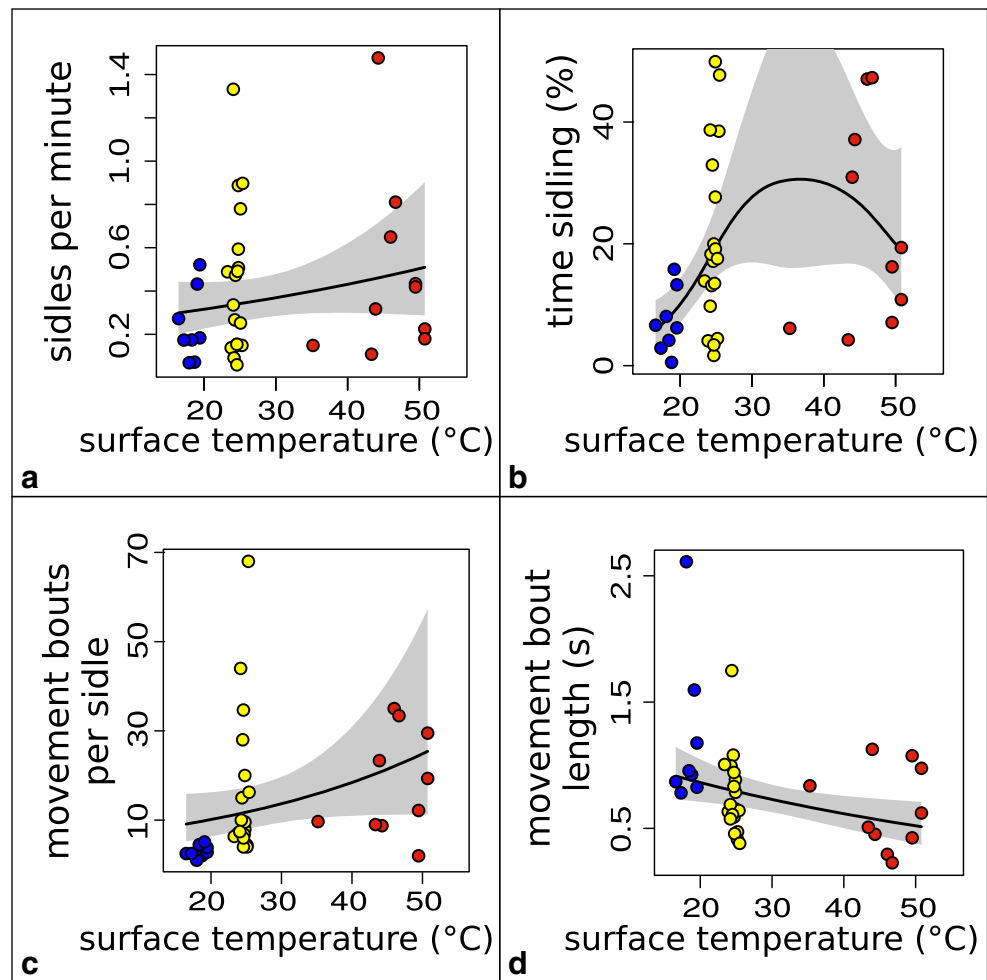 sidles per minute
1.4
1.0
0.6
0.2
20 30 40 50
surface temperature (°C)
a
time sidling (%)
40
20
0
20 30 40 50
surface temperature (°C)
b
movement bouts
per sidle
70
50
30
10
20 30 40 50
surface temperature (°C)
c
movement bout
length (s)
2.5
1.5
0.5
20 30 40 50
surface temperature (°C)
d